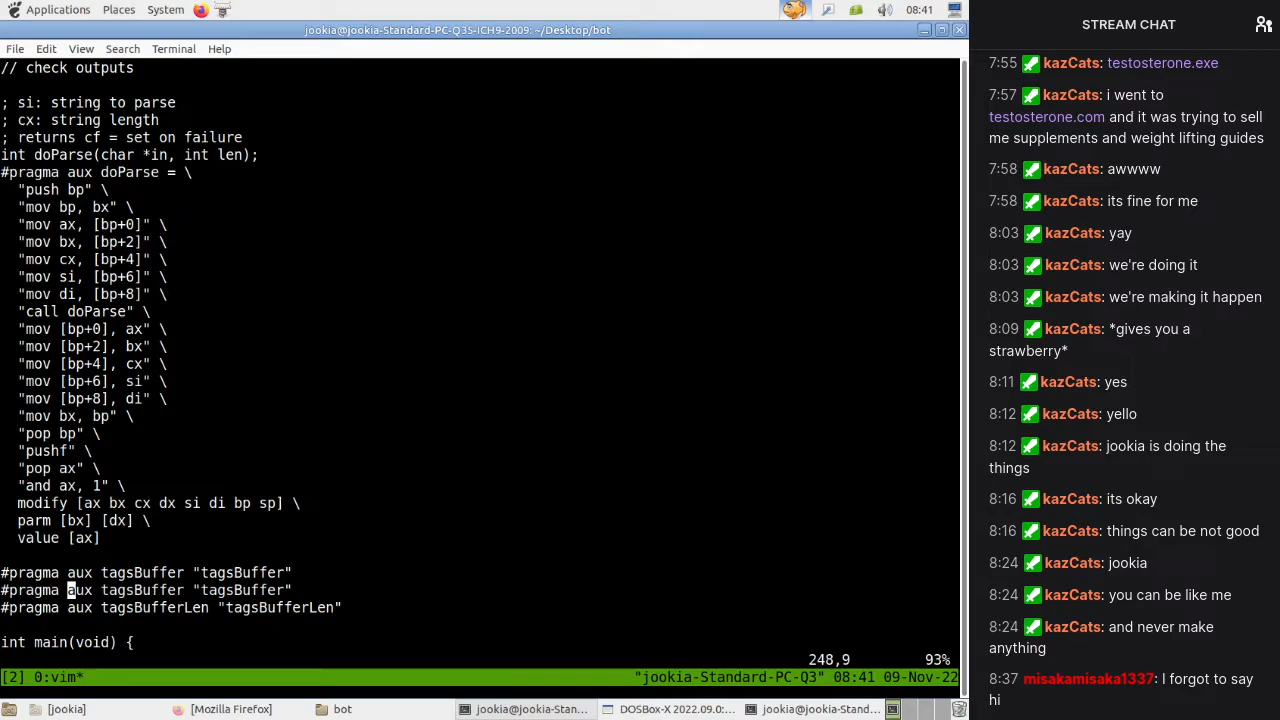 Applications Places System 08:41
jookia@jookia-Standard-PC-Q35-ICH9-2009: ~/Desktop/bot
File Edit View Search Terminal Help
// check outputs
; si: string to parse
; cx: string length
; returns cf = set on failure
int doParse(char *in, int len);
#pragma aux doParse = \
"push bp" \
"mov bp, bx" \
"mov ax, [bp+0]" \
"mov bx, [bp+2]" \
"mov cx, [bp+4]" \
"mov si, [bp+6]" \
"mov di, [bp+8]" \
"call doParse" \
"mov [bp+0], ax" \
"mov [bp+2], bx" \
"mov [bp+4], cx" \
"mov [bp+6], si" \
"mov [bp+8], di" \
"mov bx, bp" \
"pop bp" \
"pushf" \
"pop ax" \
"and ax, 1" \
modify [ax bx cx dx si di bp sp] \
parm [bx] [dx] \
value [ax]
#pragma aux tagsBuffer "tagsBuffer"
#pragma aux tagsBuffer "tagsBuffer"
#pragma aux tagsBufferLen "tagsBufferLen"
int main(void) {
248,9 93%
[2] 0:vim* "jookia@jookia-Standard-PC-Q3" 08:41 09-Nov-22
[jookia] [Mozilla Firefox] bot jookia@jookia-Stan... DOSBox-X 2022.09.0:... jookia@jookia-Stand...
STREAM CHAT
7:55 kazCats: testosterone.exe
7:57 kazCats: i went to
testosterone.com and it was trying to sell
me supplements and weight lifting guides
7:58 kazCats: awwww
7:58 kazCats: its fine for me
8:03 kazCats: yay
8:03 kazCats: we're doing it
8:03 kazCats: we're making it happen
8:09 kazCats: *gives you a
strawberry*
8:11 kazCats: yes
8:12 kazCats: yello
8:12 kazCats: jookia is doing the
things
8:16 kazCats: its okay
8:16 kazCats: things can be not good
8:24 kazCats: jookia
8:24 kazCats: you can be like me
8:24 kazCats: and never make
anything
8:37 misakamisaka1337: I forgot to say
hi